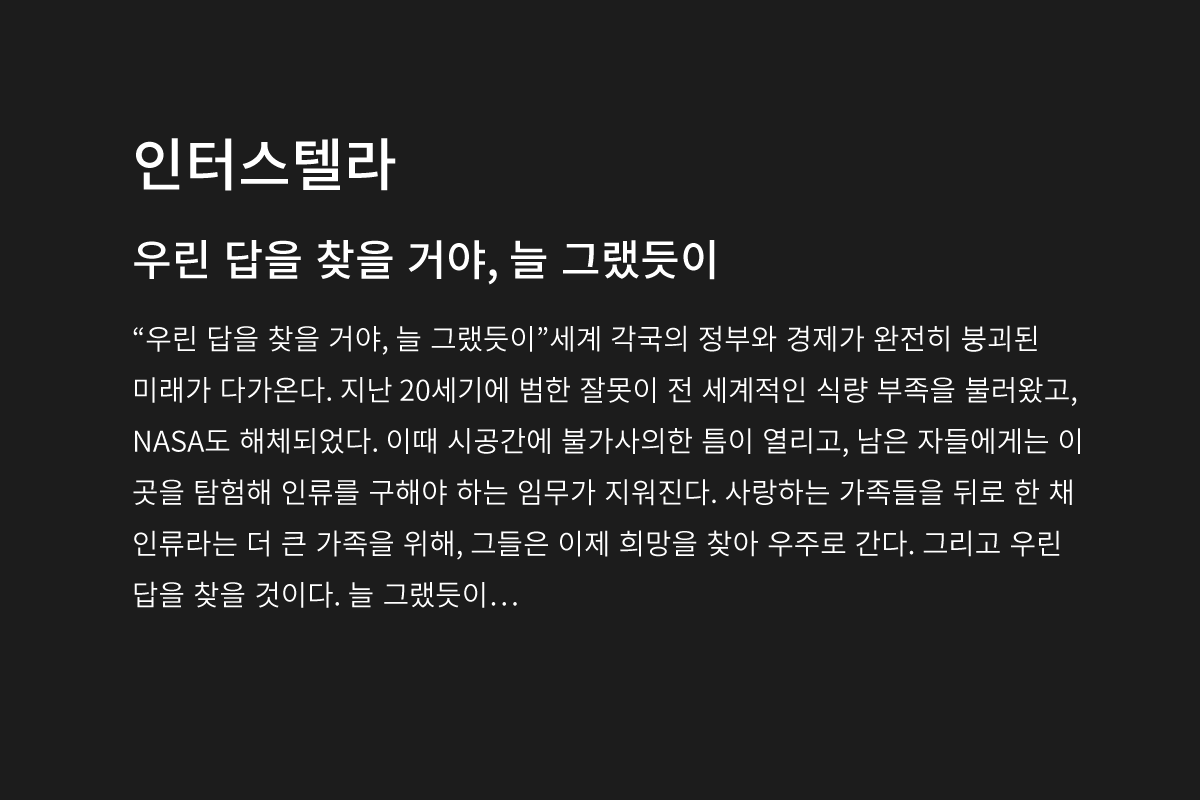 인터스텔라
우린 답을 찾을 거야, 늘 그랬듯이
“우린 답을 찾을 거야, 늘 그랬듯이”세계 각국의 정부와 경제가 완전히 붕괴된
미래가 다가온다. 지난 20세기에 범한 잘못이 전 세계적인 식량 부족을 불러왔고,
NASA도 해체되었다. 이때 시공간에 불가사의한 틈이 열리고, 남은 자들에게는 이
곳을 탐험해 인류를 구해야 하는 임무가 지워진다. 사랑하는 가족들을 뒤로 한 채
인류라는 더 큰 가족을 위해, 그들은 이제 희망을 찾아 우주로 간다. 그리고 우린
답을 찾을 것이다. 늘 그랬듯이…